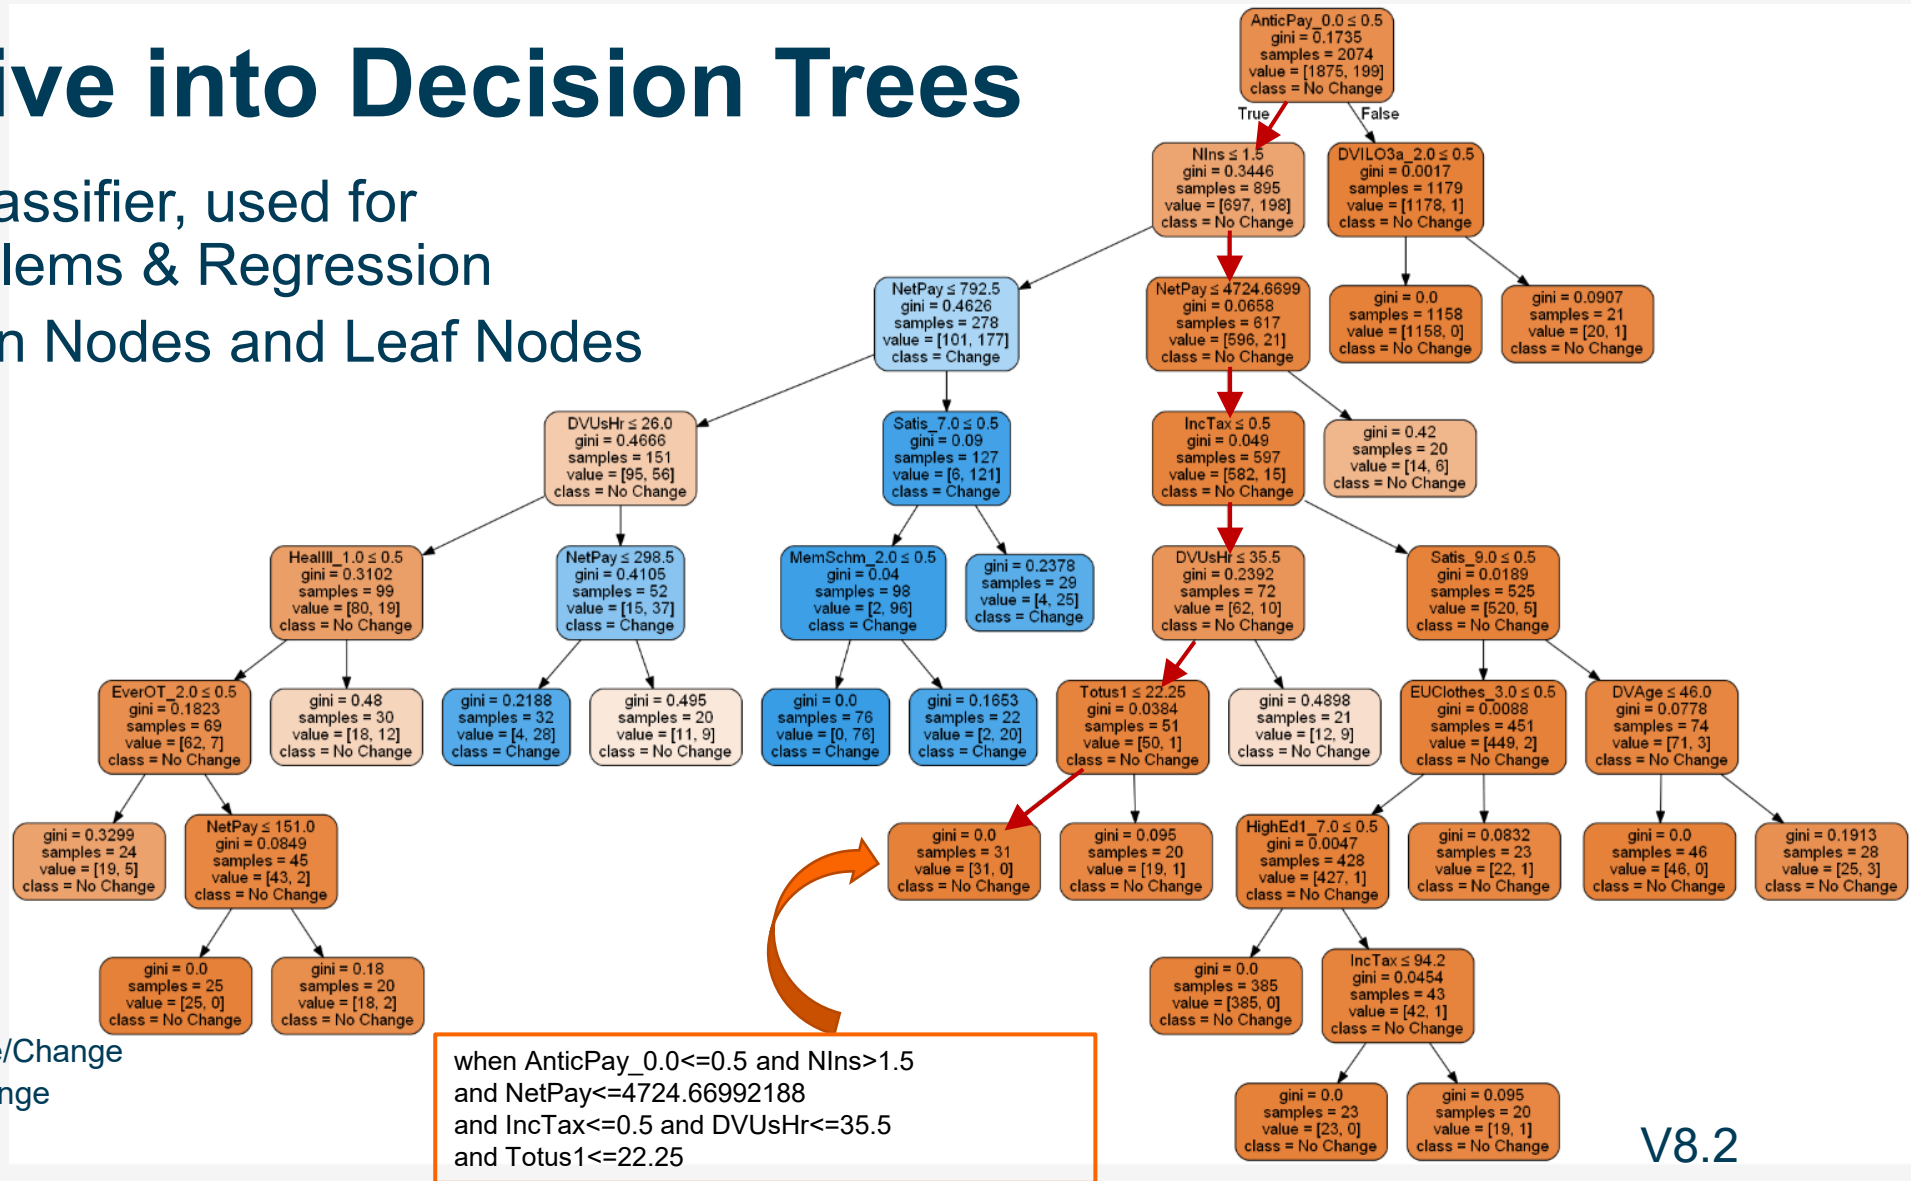 ive into Decision Trees
assifier, used for
lems & Regression
n Nodes and Leaf Nodes
AnticPay_0.0 ≤ 0.5
gini = 0.1735
samples = 2074
value = [1875, 199]
class = No Change
True
False
NIns ≤ 1.5
gini = 0.3446
samples = 895
value = [697, 198]
class = No Change
DVILO3a_2.0 ≤ 0.5
gini = 0.0017
samples = 1179
value = [1178, 1]
class = No Change
NetPay ≤ 792.5
gini = 0.4626
samples = 278
value = [101, 177]
class = Change
NetPay ≤ 4724.6699
gini = 0.0658
samples = 617
value = [596, 21]
class = No Change
gini = 0.0
samples = 1158
value = [1158, 0]
class = No Change
gini = 0.0907
samples = 21
value = [20, 1]
class = No Change
DVUsHr ≤ 26.0
gini = 0.4666
samples = 151
value = [95, 56]
class = No Change
Satis_7.0 ≤ 0.5
gini = 0.09
samples = 127
value = [6, 121]
class = Change
IncTax ≤ 0.5
gini = 0.049
samples = 597
value = [582, 15]
class = No Change
gini = 0.42
samples = 20
value = [14, 6]
class = No Change
HealIll_1.0 ≤ 0.5
gini = 0.3102
samples = 99
value = [80, 19]
class = No Change
NetPay ≤ 298.5
gini = 0.4105
samples = 52
value = [15, 37]
class = Change
MemSchm_2.0 ≤ 0.5
gini = 0.04
samples = 98
value = [2, 96]
class = Change
gini = 0.2378
samples = 29
value = [4, 25]
class = Change
DVUsHr ≤ 35.5
gini = 0.2392
samples = 72
value = [62, 10]
class = No Change
Satis_9.0 ≤ 0.5
gini = 0.0189
samples = 525
value = [520, 5]
class = No Change
EverOT_2.0 ≤ 0.5
gini = 0.1823
samples = 69
value = [62, 7]
class = No Change
gini = 0.48
samples = 30
value = [18, 12]
class = No Change
gini = 0.2188
samples = 32
value = [4, 28]
class = Change
gini = 0.495
samples = 20
value = [11, 9]
class = No Change
gini = 0.0
samples = 76
value = [0, 76]
class = Change
gini = 0.1653
samples = 22
value = [2, 20]
class = Change
Totus1 ≤ 22.25
gini = 0.0384
samples = 51
value = [50, 1]
class = No Change
gini = 0.4898
samples = 21
value = [12, 9]
class = No Change
EUClothes_3.0 ≤ 0.5
gini = 0.0088
samples = 451
value = [449, 2]
class = No Change
DVAge ≤ 46.0
gini = 0.0778
samples = 74
value = [71, 3]
class = No Change
gini = 0.3299
samples = 24
value = [19, 5]
class = No Change
NetPay ≤ 151.0
gini = 0.0849
samples = 45
value = [43, 2]
class = No Change
gini = 0.0
samples = 31
value = [31, 0]
class = No Change
gini = 0.095
samples = 20
value = [19, 1]
class = No Change
HighEd1_7.0 ≤ 0.5
gini = 0.0047
samples = 428
value = [427, 1]
class = No Change
gini = 0.0832
samples = 23
value = [22, 1]
class = No Change
gini = 0.0
samples = 46
value = [46, 0]
class = No Change
gini = 0.1913
samples = 28
value = [25, 3]
class = No Change
gini = 0.0
samples = 25
value = [25, 0]
class = No Change
gini = 0.18
samples = 20
value = [18, 2]
class = No Change
gini = 0.0
samples = 385
value = [385, 0]
class = No Change
IncTax ≤ 94.2
gini = 0.0454
samples = 43
value = [42, 1]
class = No Change
e/Change
nge
when AnticPay_0.0<=0.5 and NIns>1.5
and NetPay<=4724.66992188
and IncTax<=0.5 and DVUsHr<=35.5
and Totus1<=22.25
gini = 0.0
samples = 23
value = [23, 0]
class = No Change
gini = 0.095
samples = 20
value = [19, 1]
class = No Change
V8.2